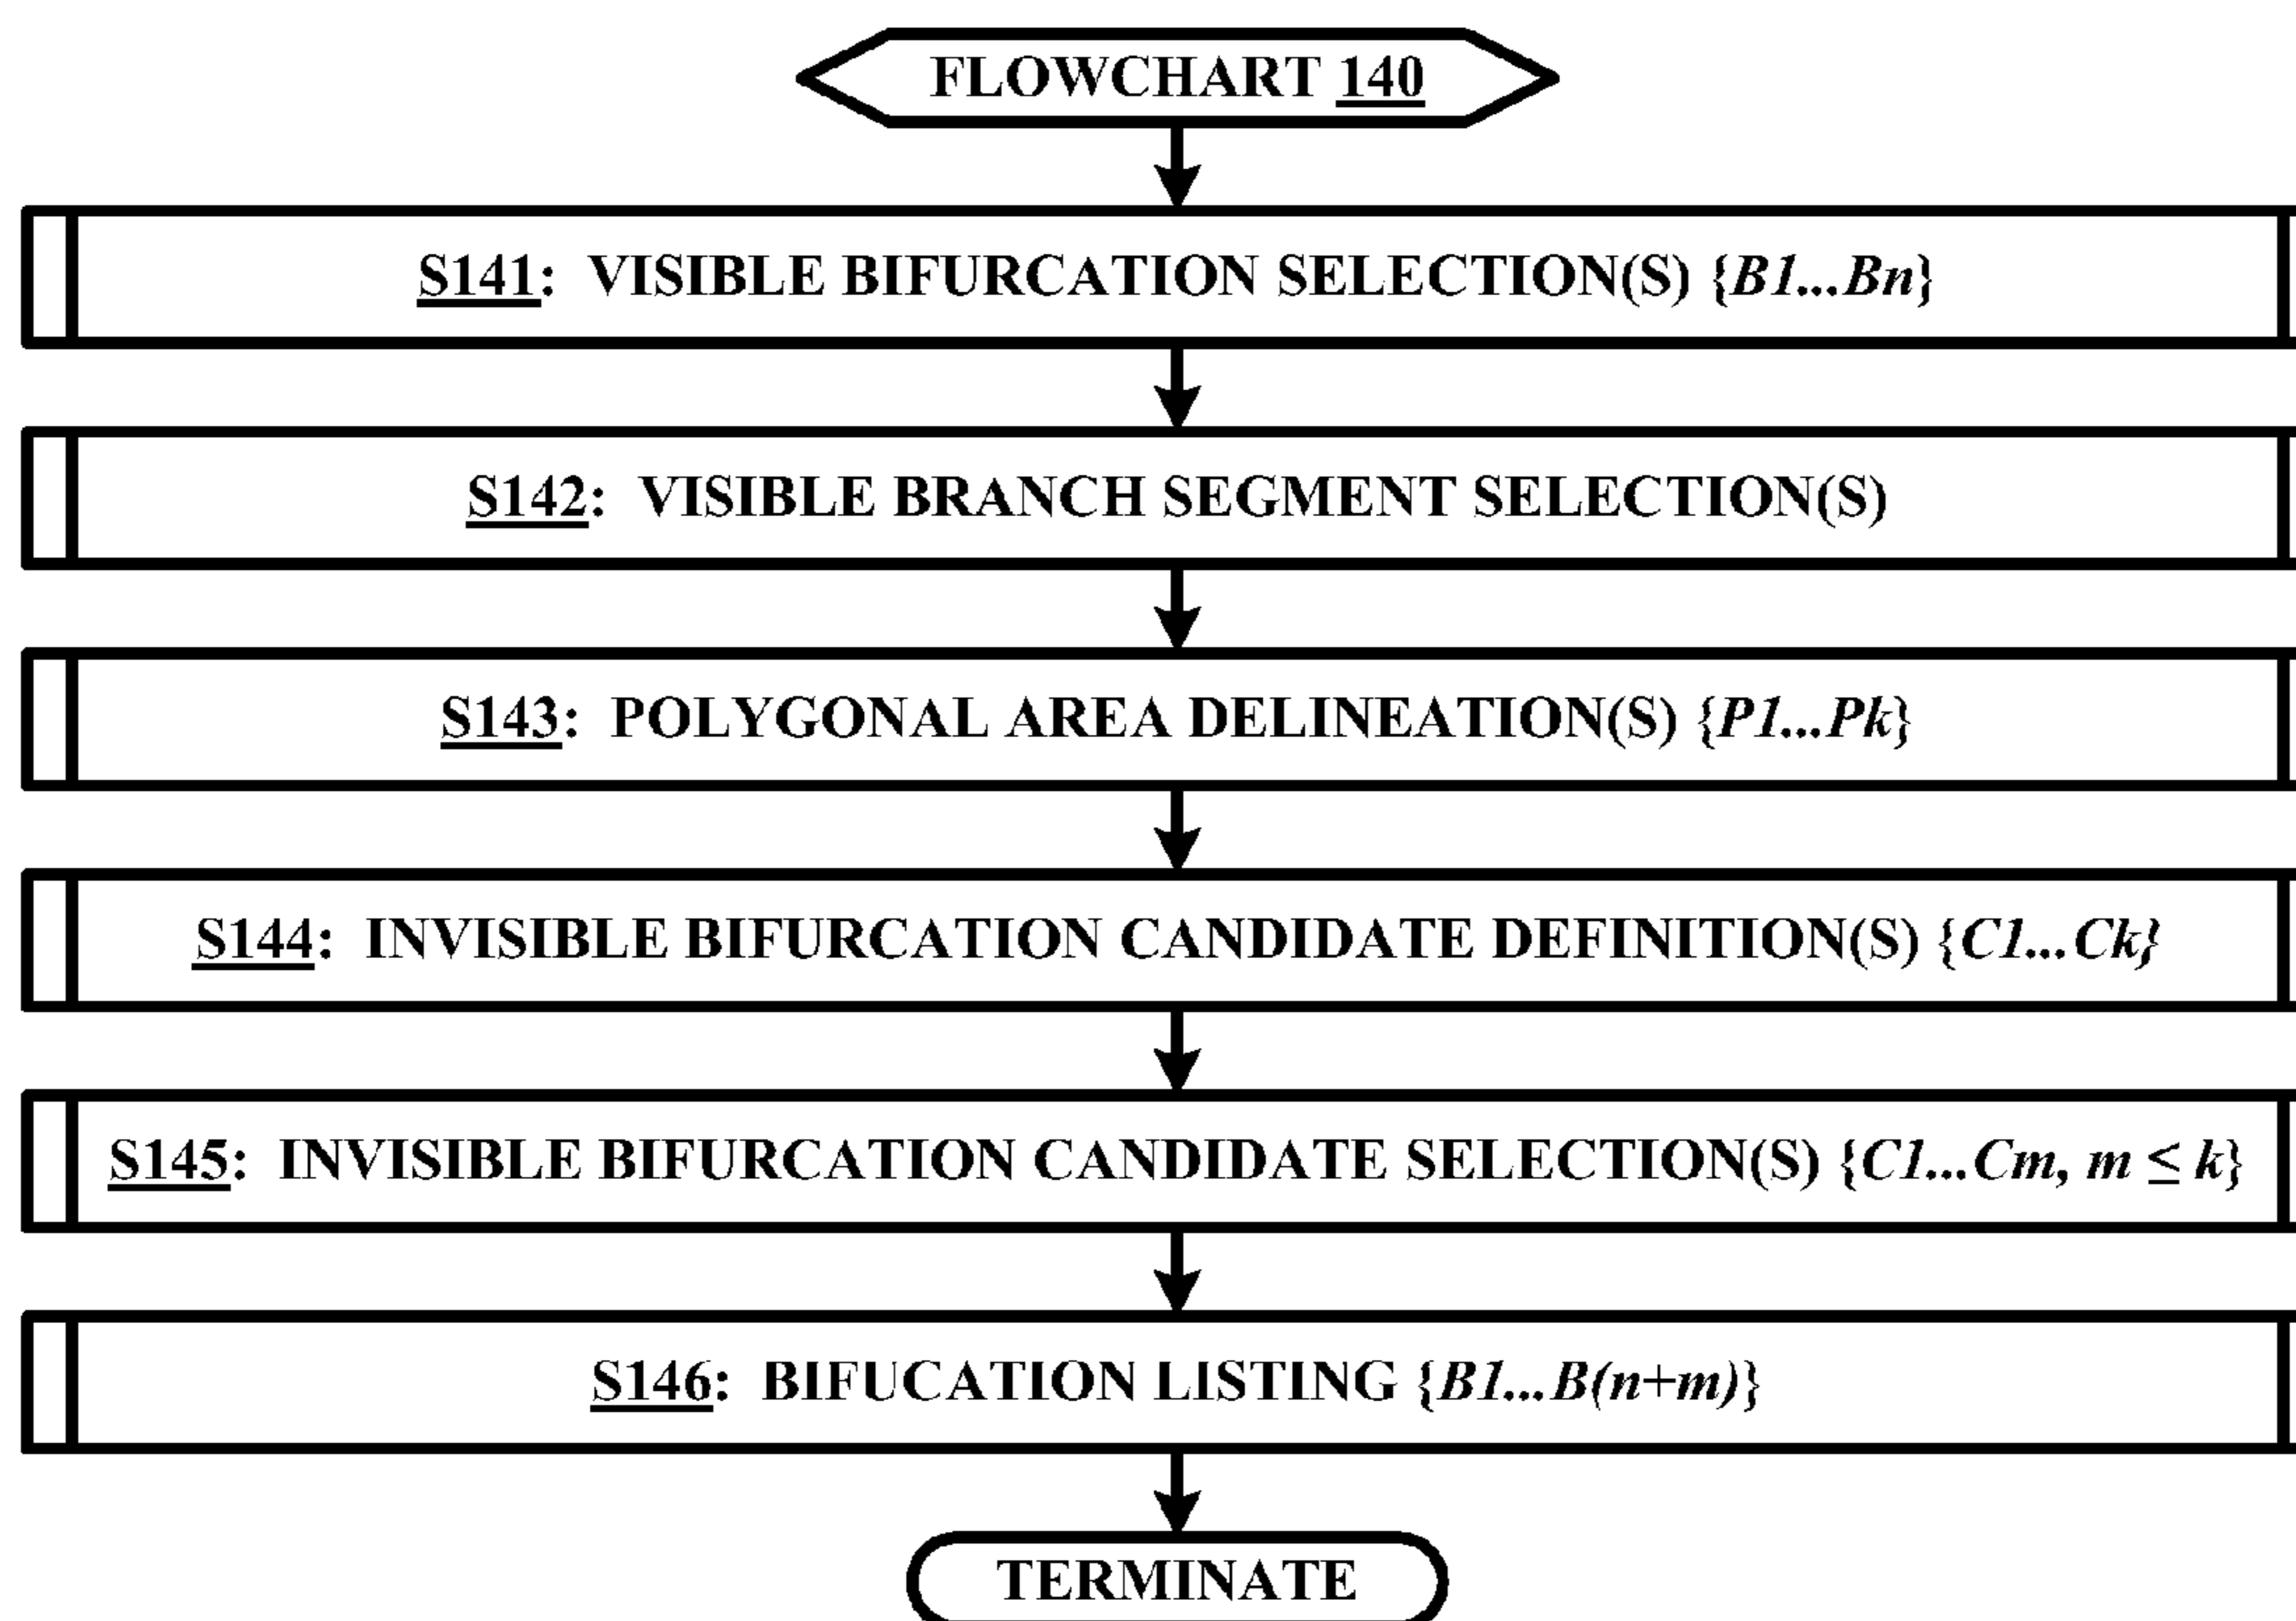 FLOWCHART 140
S141: VISIBLE BIFURCATION SELECTION(S) {B1...Bn}
S142: VISIBLE BRANCH SEGMENT SELECTION(S)
S143: POLYGONAL AREA DELINEATION(S) {P1...Pk}
S144: INVISIBLE BIFURCATION CANDIDATE DEFINITION(S) {C1...Ck}
S145: INVISIBLE BIFURCATION CANDIDATE SELECTION(S) {C1...Cm, m ≤ k}
S146: BIFUCATION LISTING {B1...B(n+m)}
TERMINATE